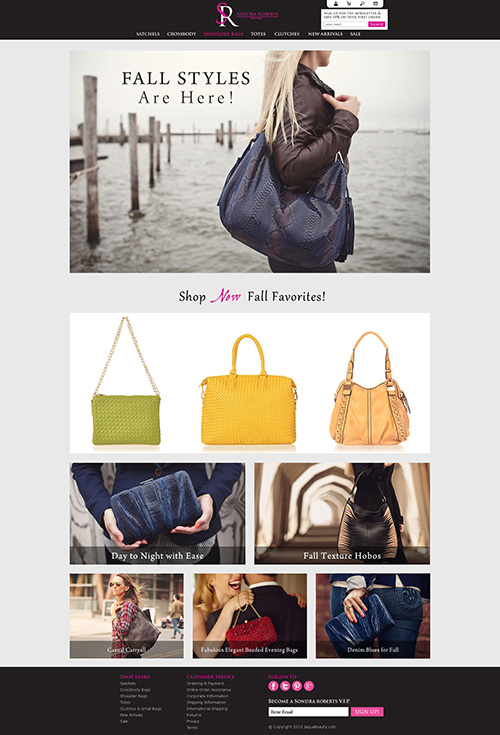 SR
SONDRA ROBERTS
SIGN UP FOR OUR NEWSLETTER &
SAVE 10% ON YOUR FIRST ORDER
SATCHELS CROSSBODY SHOULDER BAGS TOTES CLUTCHES NEW ARRIVALS SALE
FALL STYLES
Are Here!
Shop New Fall Favorites!
Day to Night with Ease
Fall Texture Hobos
Casual Carryall
Fabulous Elegant Beaded Evening Bags
Denim Blues for Fall
SHOP LINKS
Satchels
Crossbody Bags
Shoulder Bags
Totes
Clutches & Small Bags
New Arrivals
Sale
CUSTOMER SERVICE
Ordering & Payment
Online Order Assistance
Corporate Information
Shipping Information
International Shipping
Returns
Privacy
Terms
FOLLOW US
BECOME A SONDRA ROBERTS V.I.P.
Enter Email
SIGN UP!
© Copyright 2013